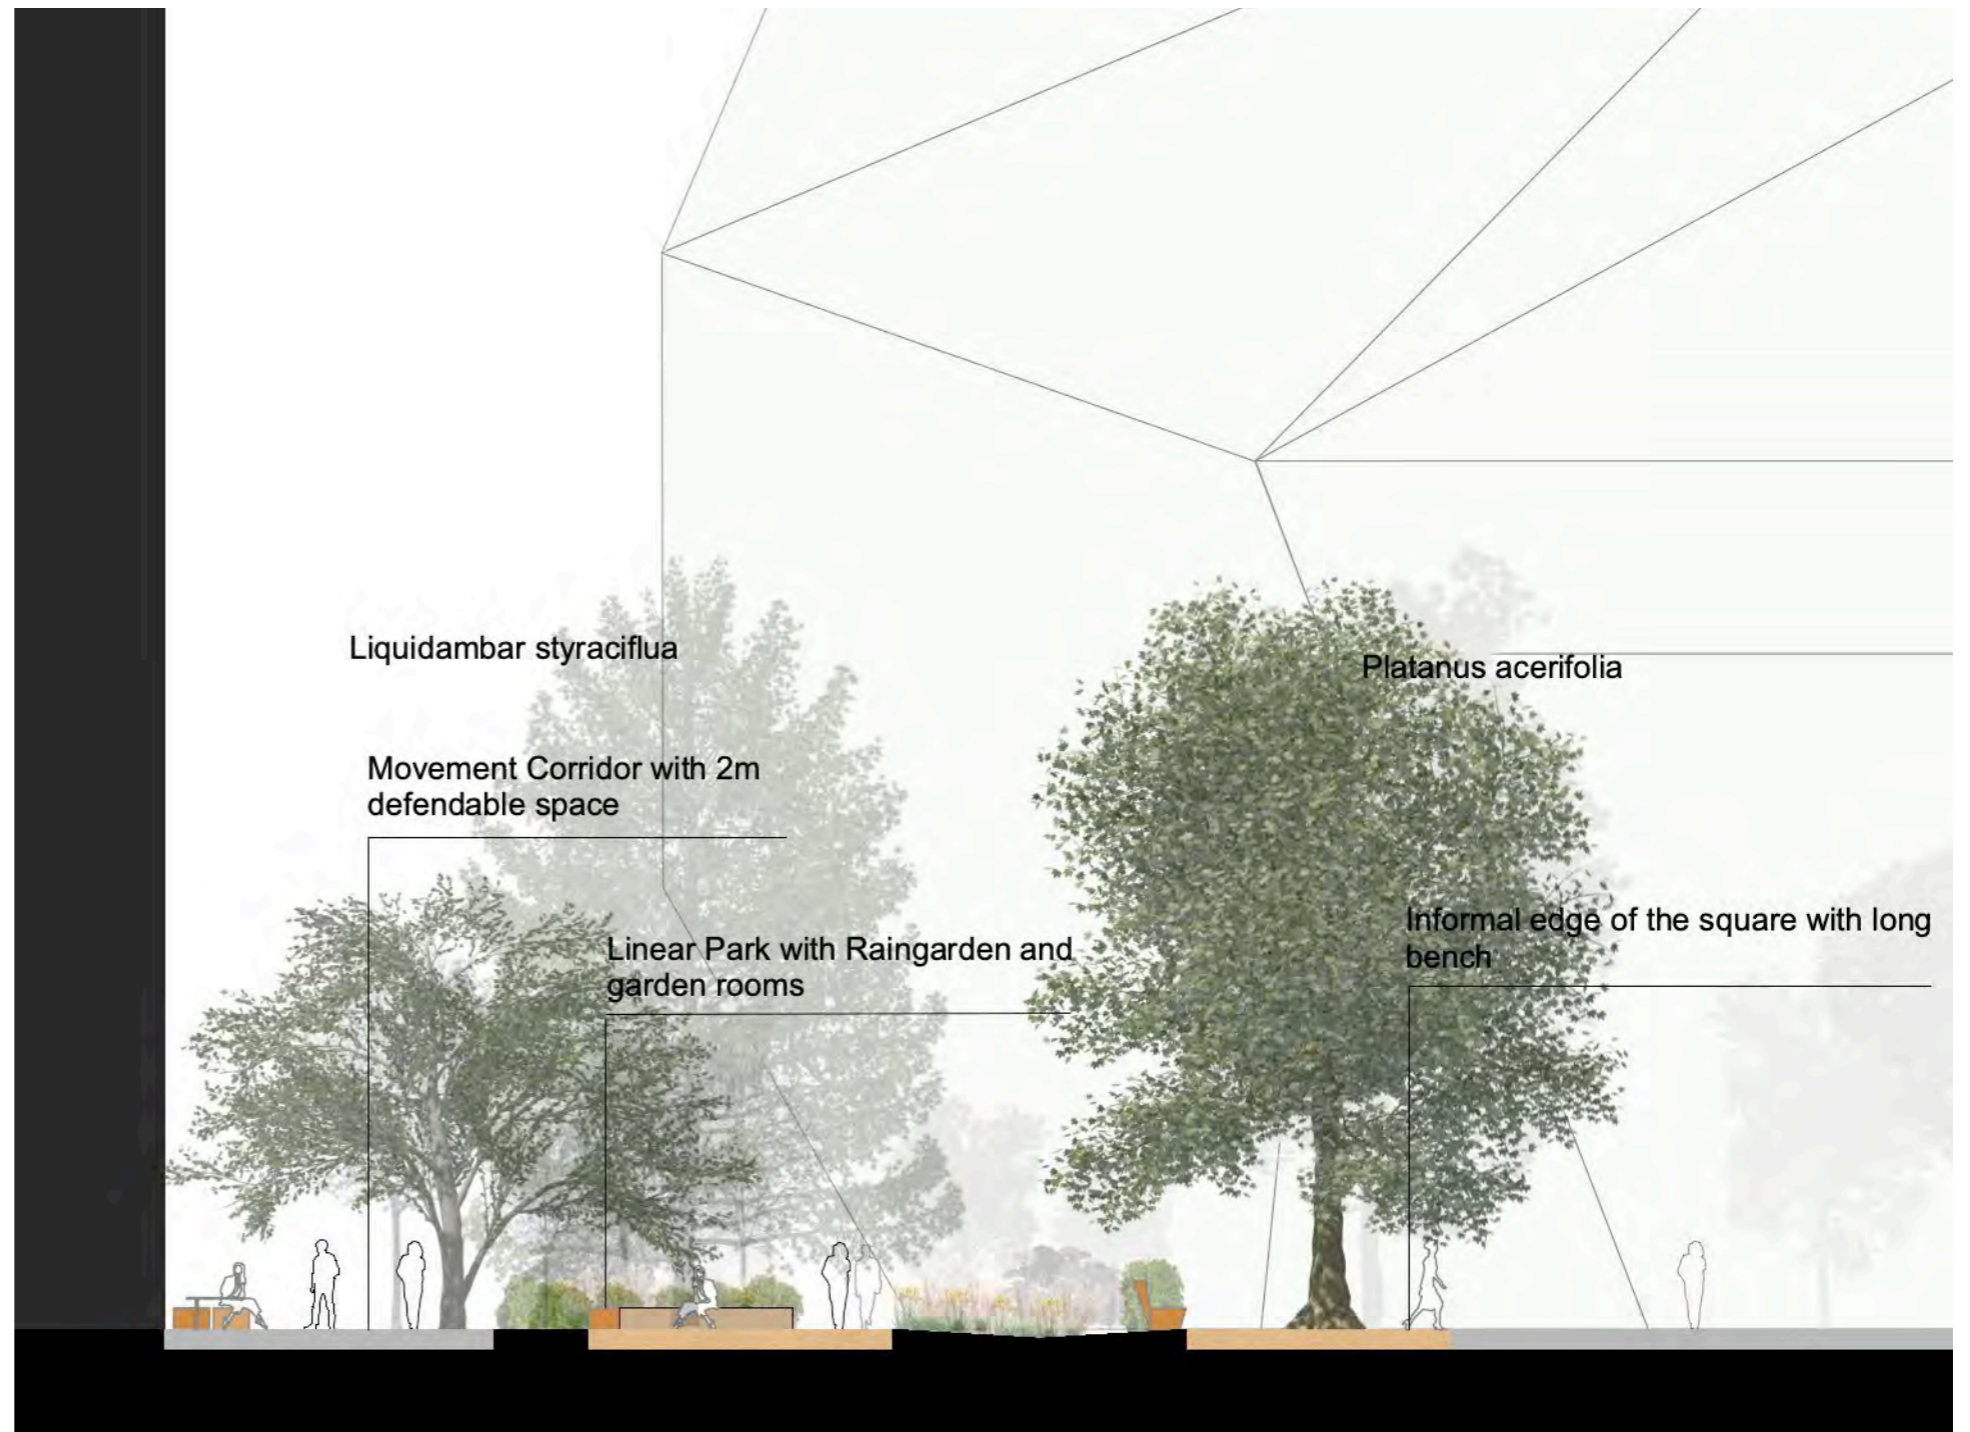 Liquidambar styraciflua
Platanus acerifolia
Movement Corridor with 2m
defendable space
Linear Park with Raingarden and
garden rooms
Informal edge of the square with long
bench